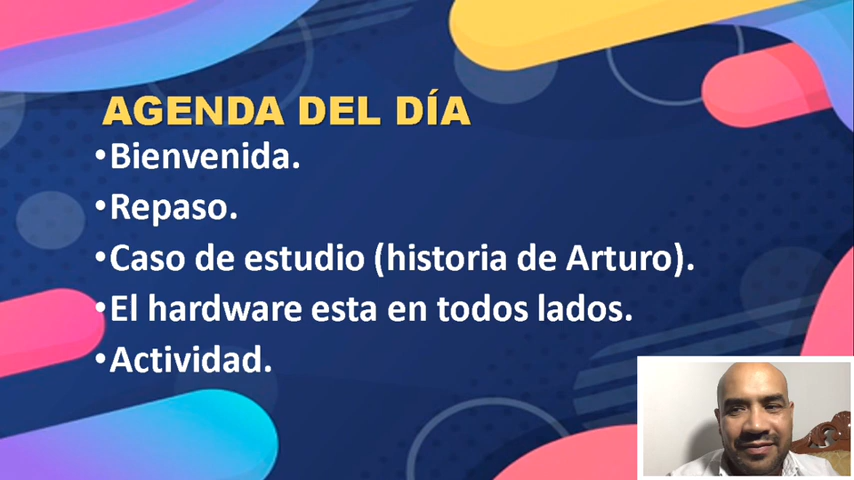 AGENDA DEL DÍA
•Bienvenida.
•Repaso.
•Caso de estudio (historia de Arturo).
•El hardware esta en todos lados.
•Actividad.